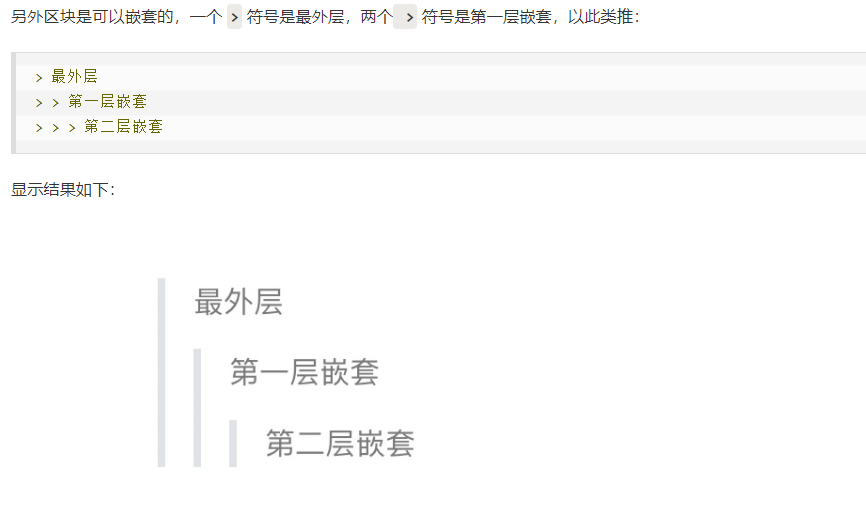 另外区块是可以嵌套的，一个 > 符号是最外层，两个 > 符号是第一层嵌套，以此类推：
> 最外层
> > 第一层嵌套
> > > 第二层嵌套
显示结果如下：
最外层
第一层嵌套
第二层嵌套